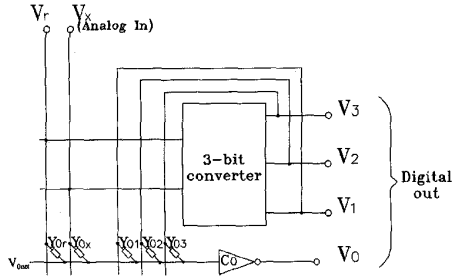 Vr Vx
(Analog In)
V3
3-bit
converter
V2
Digital
out
V1
Y0r Y0x Y01 Y02 Y03
C0
V0